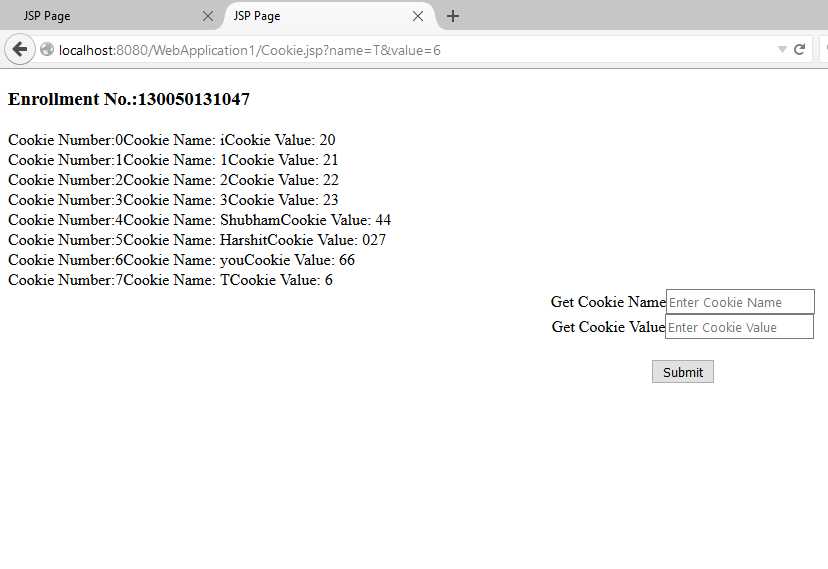 JSP Page
JSP Page
localhost:8080/WebApplication1/Cookie.jsp?name=T&value=6
Enrollment No.:130050131047
Cookie Number:0Cookie Name: iCookie Value: 20
Cookie Number:1Cookie Name: 1Cookie Value: 21
Cookie Number:2Cookie Name: 2Cookie Value: 22
Cookie Number:3Cookie Name: 3Cookie Value: 23
Cookie Number:4Cookie Name: ShubhamCookie Value: 44
Cookie Number:5Cookie Name: HarshitCookie Value: 027
Cookie Number:6Cookie Name: youCookie Value: 66
Cookie Number:7Cookie Name: TCookie Value: 6
Get Cookie Name Enter Cookie Name
Get Cookie Value Enter Cookie Value
Submit